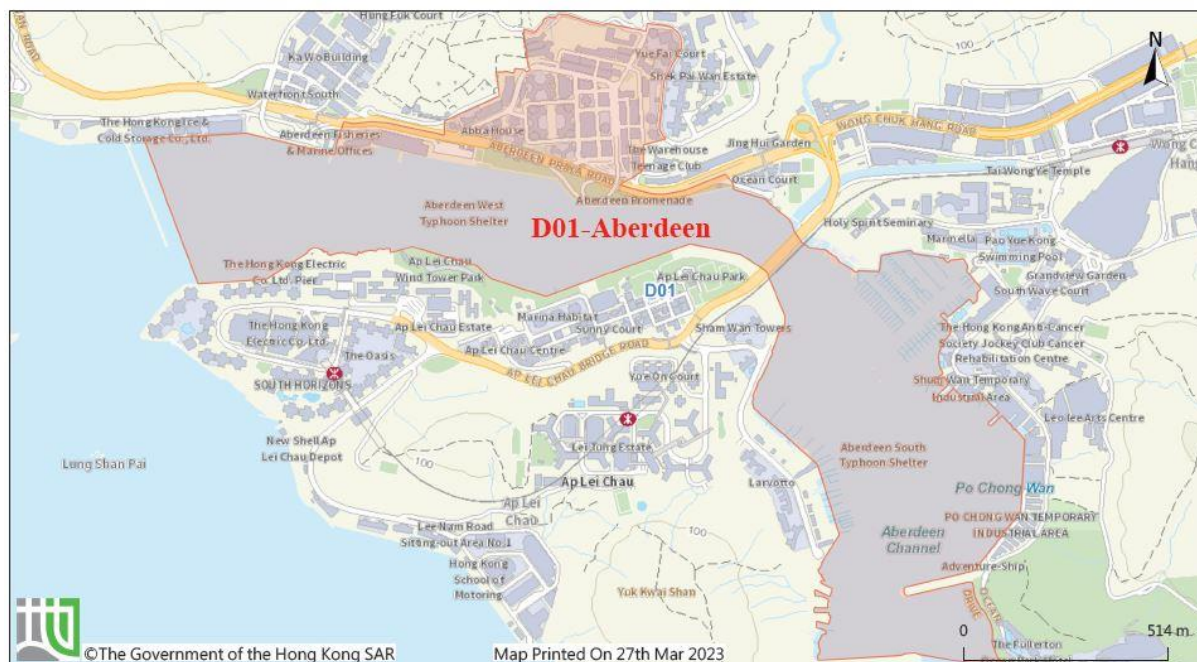 Hung Fuk Court
Ka Wo Building
Yue Fai Court
Shek Pai Wan Estate
100
N
Waterfront South
The Hong Kong Ice &
Cold Storage Co., Ltd.
Aberdeen Fisheries
& Marine Offices
Abba House
ABERDEEN PRAYA ROAD
The Warehouse
Teenage Club
Jing Hui Garden
WONG CHUK HANG ROAD
Ocean Court
Tai Wong Ye Temple
Aberdeen West
Typhoon Shelter
Aberdeen Promenade
D01-Aberdeen
Holy Spirit Seminary
Marinella
Pao Yue Kong
Swimming Pool
Grandview Garden
South Wave Court
The Hong Kong Electric
Co. Ltd. Pier
Ap Lei Chau
Wind Tower Park
Ap Lei Chau Park
D01
Marina Habitat
Sunny Court
Sham Wan Towers
The Hong Kong
Electric Co. Ltd.
Ap Lei Chau Estate
Ap Lei Chau Centre
AP LEI CHAU BRIDGE ROAD
The Oasis
SOUTH HORIZONS
Yue On Court
The Hong Kong Anti-Cancer
Society Jockey Club Cancer
Rehabilitation Centre
Shum Wan Temporary
Industrial Area
Leo Lee Arts Centre
New Shell Ap
Lei Chau Depot
Lei Tung Estate
Lung Shan Pai
100
Ap Lei Chau
Ap Lei
Chau
Larvotto
Aberdeen South
Typhoon Shelter
Po Chong Wan
PO CHONG WAN TEMPORARY
INDUSTRIAL AREA
Aberdeen
Channel
Lee Nam Road
Sitting-out Area No.1
Hong Kong
School of
Motoring
100
Yuk Kwai Shan
Adventure-Ship
OCEAN
DRIVE
The Fullerton
0
514 m
©The Government of the Hong Kong SAR
Map Printed On 27th Mar 2023